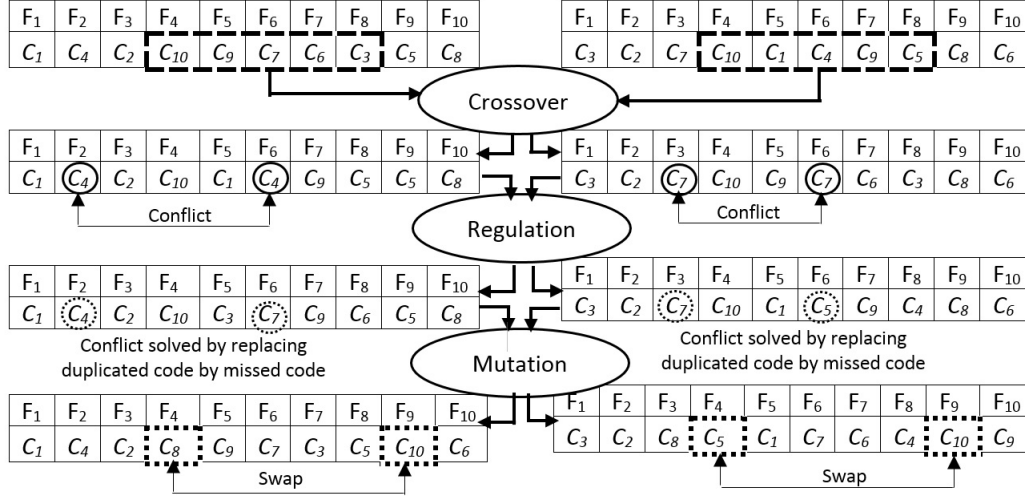 F1 F2 F3 F4 F5 F6 F7 F8 F9 F10
C1 C4 C2 C10 C9 C7 C6 C3 C5 C8
F1 F2 F3 F4 F5 F6 F7 F8 F9 F10
C3 C2 C7 C10 C1 C4 C9 C5 C8 C6
Crossover
F1 F2 F3 F4 F5 F6 F7 F8 F9 F10
C1 C4 C2 C10 C1 C4 C9 C5 C5 C8
Conflict
F1 F2 F3 F4 F5 F6 F7 F8 F9 F10
C3 C2 C7 C10 C9 C7 C6 C3 C8 C6
Conflict
Regulation
F1 F2 F3 F4 F5 F6 F7 F8 F9 F10
C1 C4 C2 C10 C3 C7 C9 C6 C5 C8
Conflict solved by replacing
duplicated code by missed code
F1 F2 F3 F4 F5 F6 F7 F8 F9 F10
C3 C2 C7 C10 C1 C5 C9 C4 C8 C6
Conflict solved by replacing
duplicated code by missed code
Mutation
F1 F2 F3 F4 F5 F6 F7 F8 F9 F10
C1 C4 C2 C8 C9 C7 C3 C5 C10 C6
Swap
F1 F2 F3 F4 F5 F6 F7 F8 F9 F10
C3 C2 C8 C5 C1 C7 C6 C4 C10 C9
Swap